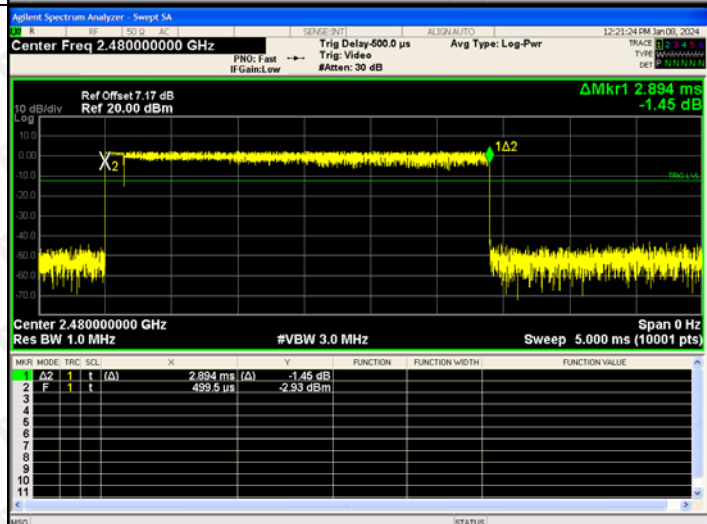 Agilent Spectrum Analyzer - Swept SA
R RF 50 Ω AC SENSE:INT ALIGN AUTO 12:21:24 PM Jan 08, 2024
Center Freq 2.480000000 GHz
PNO: Fast
IFGain:Low
Trig Delay-500.0 µs
Trig: Video
#Atten: 30 dB
Avg Type: Log-Pwr
TRACE 1 2 3 4 5 6
TYPE W
DET P N N N N N
ΔMkr1 2.894 ms
-1.45 dB
Ref Offset 7.17 dB
10 dB/div Ref 20.00 dBm
Log
10.0
0.00
-10.0
-20.0
-30.0
-40.0
-50.0
-60.0
-70.0
X2
1Δ2
TRIG LVL
Center 2.480000000 GHz Span 0 Hz
Res BW 1.0 MHz #VBW 3.0 MHz Sweep 5.000 ms (10001 pts)
MKR MODE TRC SCL X Y FUNCTION FUNCTION WIDTH FUNCTION VALUE
1 Δ2 1 t (Δ) 2.894 ms (Δ) -1.45 dB
2 F 1 t 499.5 µs -2.93 dBm
3
4
5
6
7
8
9
10
11
MSG STATUS